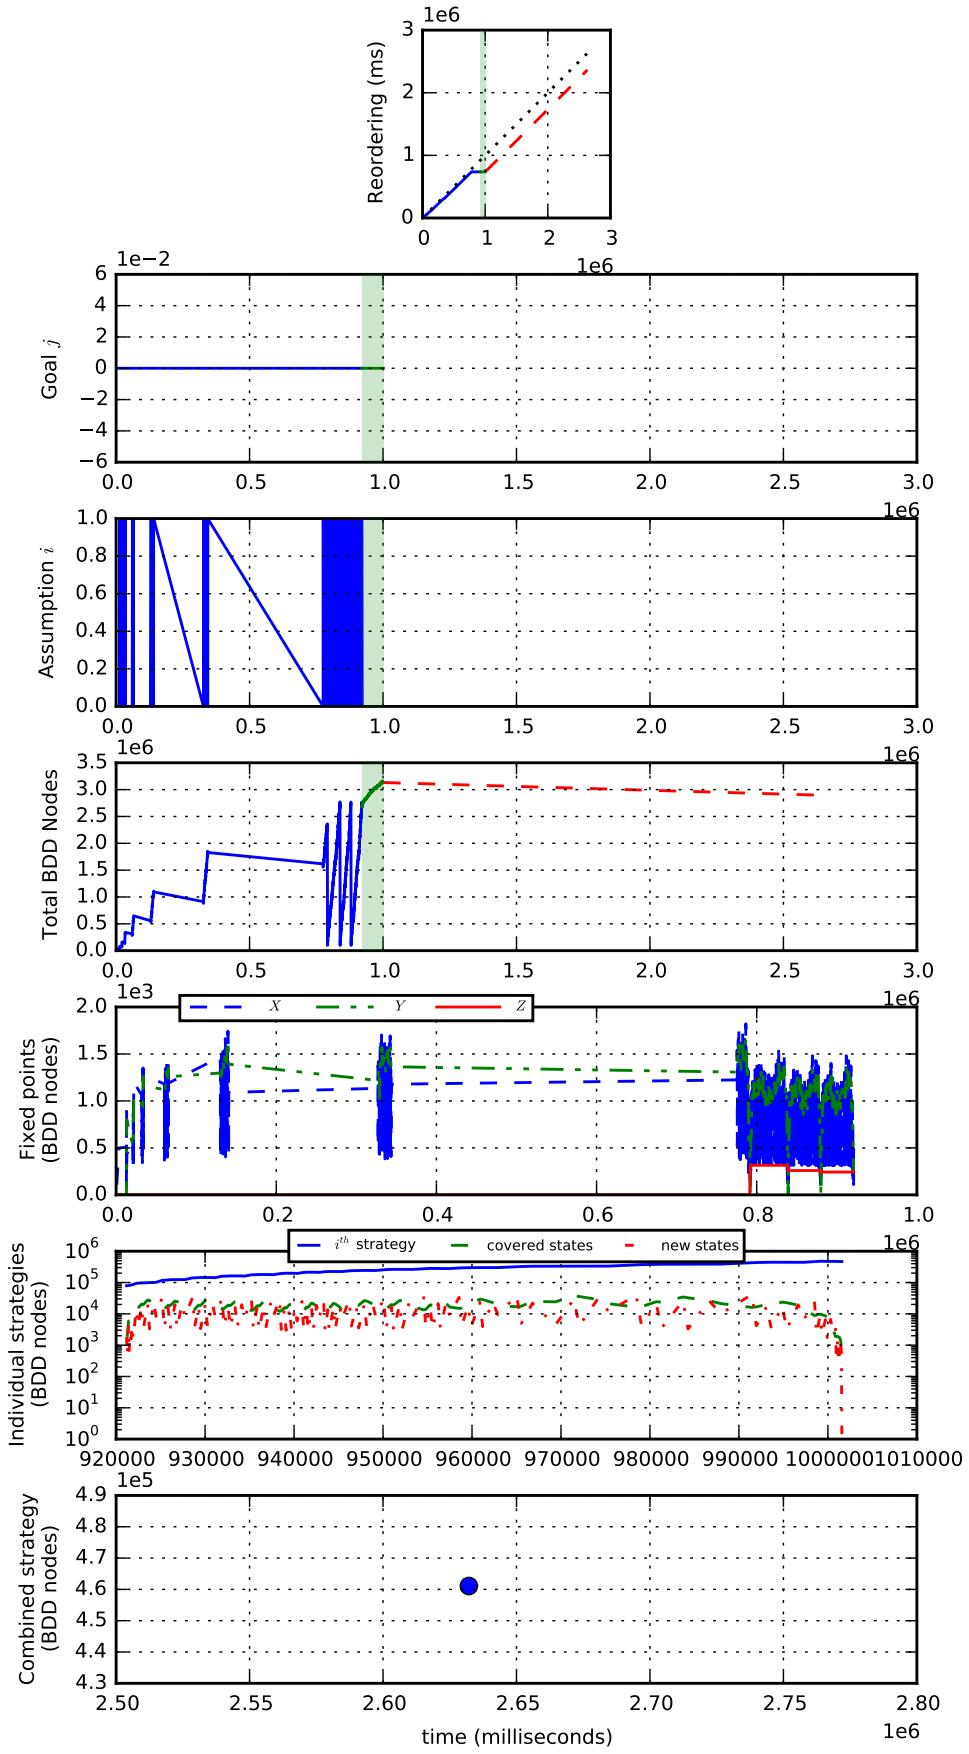 1e6
3
2
1
0
Reordering (ms)
0 1 2 3
1e6
1e−2
6
4
2
0
−2
−4
−6
Goal j
0.0 0.5 1.0 1.5 2.0 2.5 3.0
1e6
1.0
0.8
0.6
0.4
0.2
0.0
Assumption i
0.0 0.5 1.0 1.5 2.0 2.5 3.0
1e6
1e6
3.5
3.0
2.5
2.0
1.5
1.0
0.5
0.0
Total BDD Nodes
0.0 0.5 1.0 1.5 2.0 2.5 3.0
1e6
1e3
X Y Z
2.0
1.5
1.0
0.5
0.0
Fixed points
(BDD nodes)
0.0 0.2 0.4 0.6 0.8 1.0
1e6
i^th strategy covered states new states
10^6
10^5
10^4
10^3
10^2
10^1
10^0
Individual strategies
(BDD nodes)
920000 930000 940000 950000 960000 970000 980000 990000 1000000 1010000
1e5
4.9
4.8
4.7
4.6
4.5
4.4
4.3
Combined strategy
(BDD nodes)
2.50 2.55 2.60 2.65 2.70 2.75 2.80
time (milliseconds)
1e6